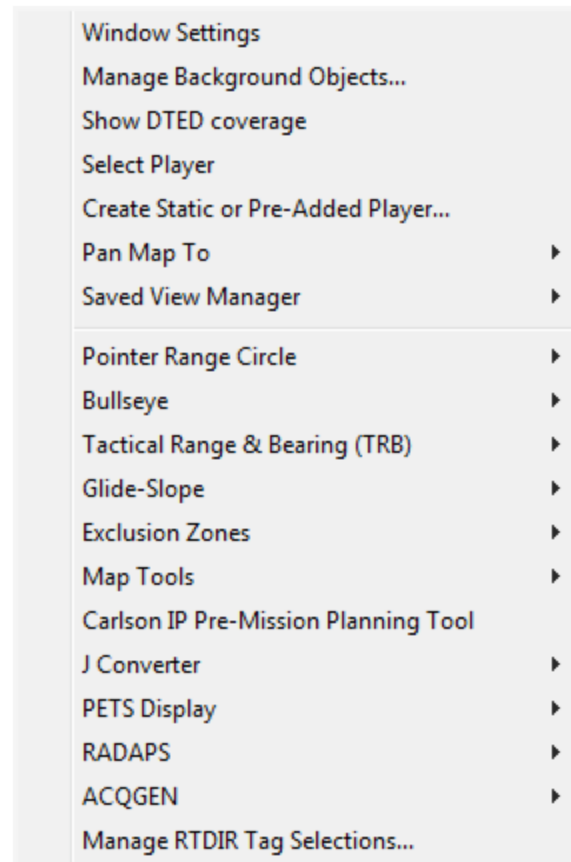 Window Settings
Manage Background Objects...
Show DTED coverage
Select Player
Create Static or Pre-Added Player...
Pan Map To
Saved View Manager
Pointer Range Circle
Bullseye
Tactical Range & Bearing (TRB)
Glide-Slope
Exclusion Zones
Map Tools
Carlson IP Pre-Mission Planning Tool
J Converter
PETS Display
RADAPS
ACQGEN
Manage RTDIR Tag Selections...